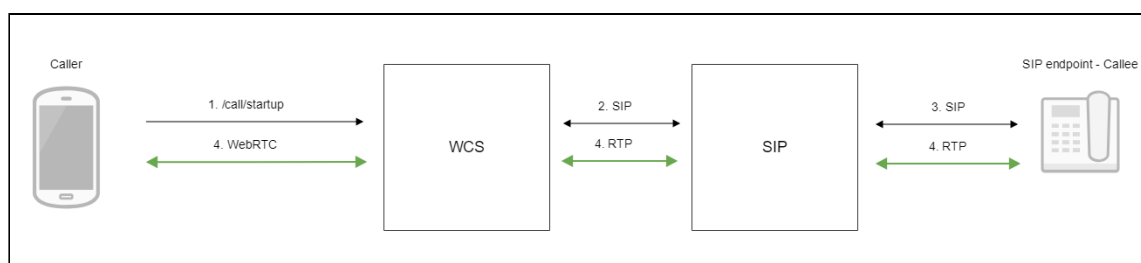 Caller
SIP endpoint - Callee
1. /call/startup
2. SIP
3. SIP
4. WebRTC
WCS
4. RTP
SIP
4. RTP